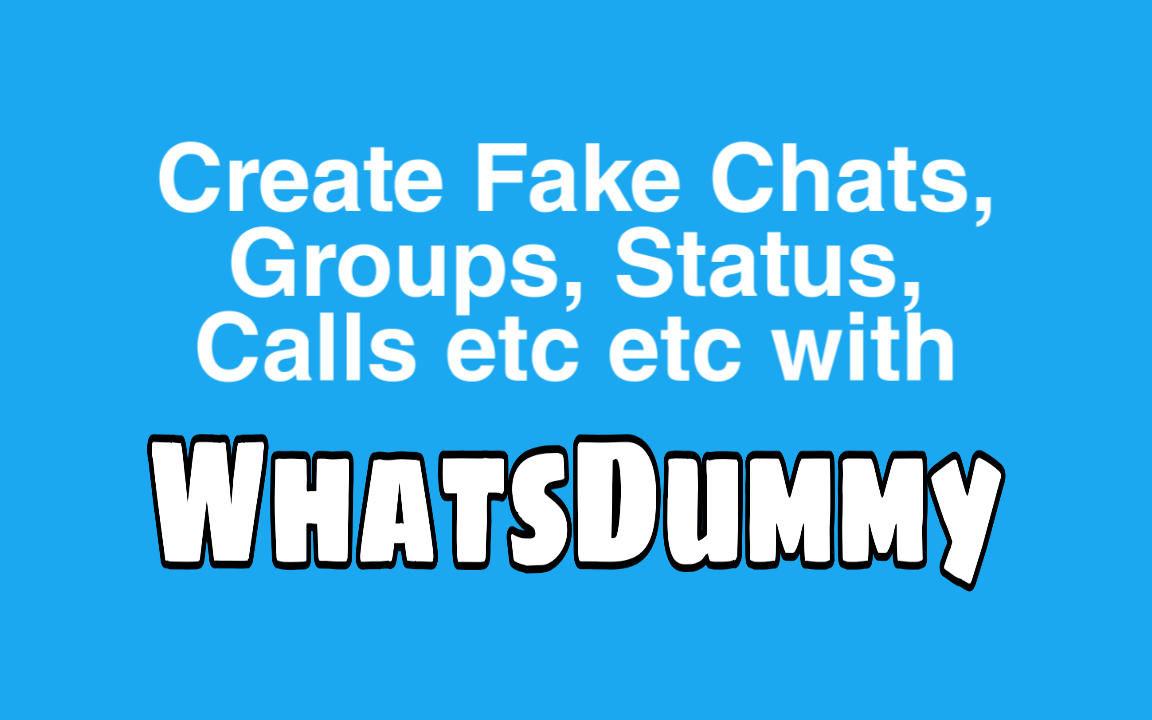 Create Fake Chats,
Groups, Status,
Calls etc etc with
WhatsDummy